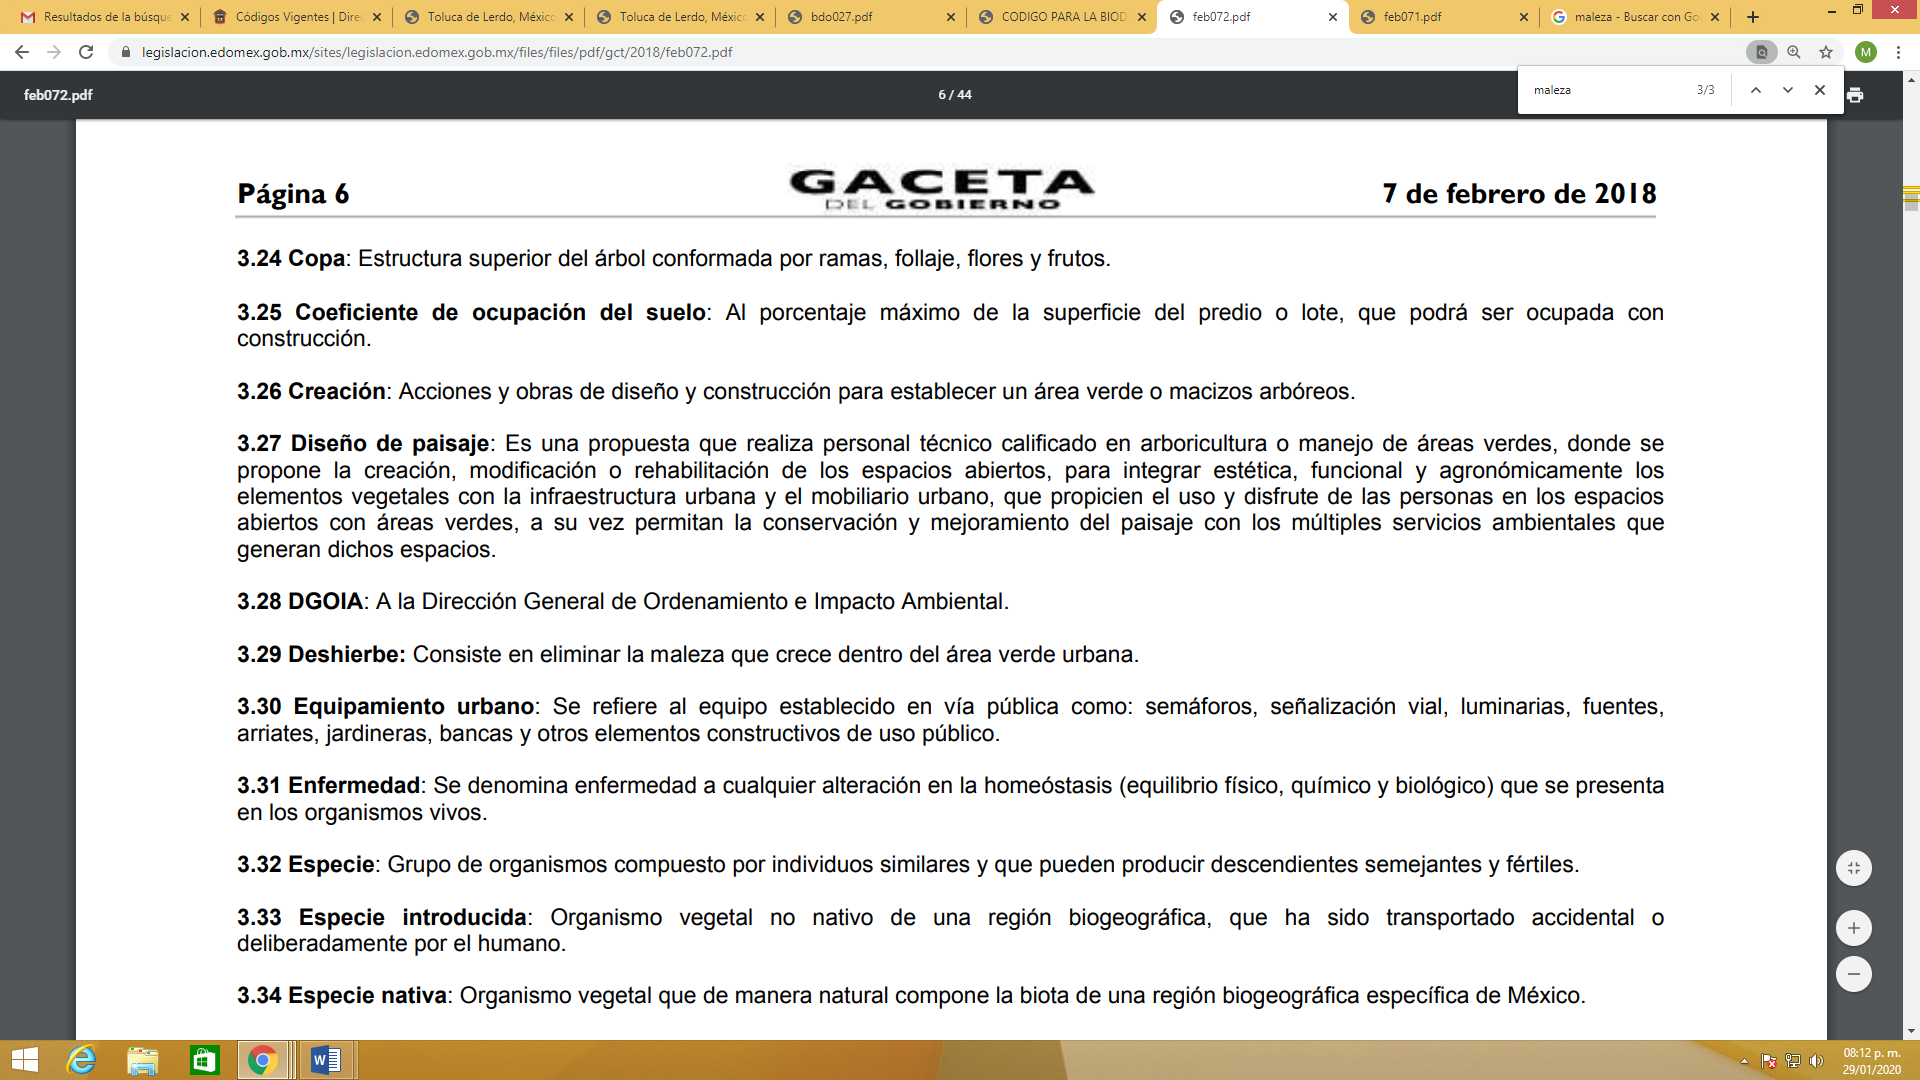 Resultados de la búsque
Códigos Vigentes | Direc
Toluca de Lerdo, México
Toluca de Lerdo, México
bdo027.pdf
CODIGO PARA LA BIOD
feb072.pdf
feb071.pdf
maleza - Buscar con Go
legislacion.edomex.gob.mx/sites/legislacion.edomex.gob.mx/files/files/pdf/gct/2018/feb072.pdf
M
feb072.pdf
6 / 44
maleza
3/3
Página 6
GACETA
DEL GOBIERNO
7 de febrero de 2018
3.24 Copa: Estructura superior del árbol conformada por ramas, follaje, flores y frutos.
3.25 Coeficiente de ocupación del suelo: Al porcentaje máximo de la superficie del predio o lote, que podrá ser ocupada con
construcción.
3.26 Creación: Acciones y obras de diseño y construcción para establecer un área verde o macizos arbóreos.
3.27 Diseño de paisaje: Es una propuesta que realiza personal técnico calificado en arboricultura o manejo de áreas verdes, donde se
propone la creación, modificación o rehabilitación de los espacios abiertos, para integrar estética, funcional y agronómicamente los
elementos vegetales con la infraestructura urbana y el mobiliario urbano, que propicien el uso y disfrute de las personas en los espacios
abiertos con áreas verdes, a su vez permitan la conservación y mejoramiento del paisaje con los múltiples servicios ambientales que
generan dichos espacios.
3.28 DGOIA: A la Dirección General de Ordenamiento e Impacto Ambiental.
3.29 Deshierbe: Consiste en eliminar la maleza que crece dentro del área verde urbana.
3.30 Equipamiento urbano: Se refiere al equipo establecido en vía pública como: semáforos, señalización vial, luminarias, fuentes,
arriates, jardineras, bancas y otros elementos constructivos de uso público.
3.31 Enfermedad: Se denomina enfermedad a cualquier alteración en la homeóstasis (equilibrio físico, químico y biológico) que se presenta
en los organismos vivos.
3.32 Especie: Grupo de organismos compuesto por individuos similares y que pueden producir descendientes semejantes y fértiles.
3.33 Especie introducida: Organismo vegetal no nativo de una región biogeográfica, que ha sido transportado accidental o
deliberadamente por el humano.
3.34 Especie nativa: Organismo vegetal que de manera natural compone la biota de una región biogeográfica específica de México.
08:12 p. m.
29/01/2020